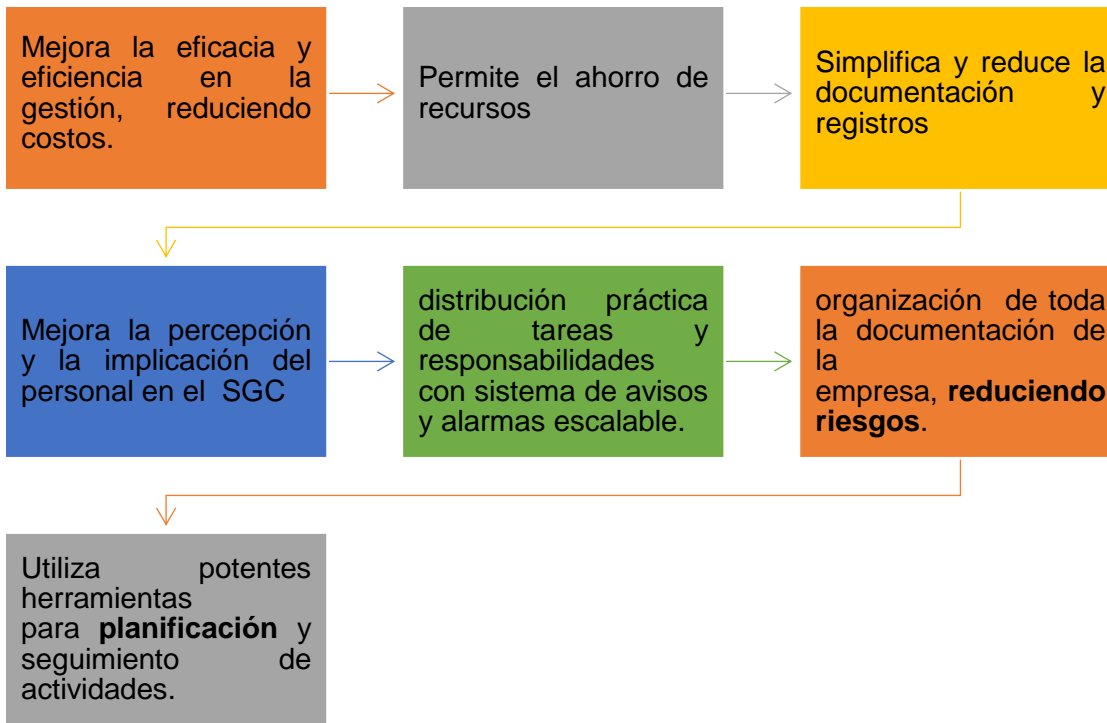 Mejora la eficacia y
eficiencia en la
gestión, reduciendo
costos.
Permite el ahorro de
recursos
Simplifica y reduce la
documentación y
registros
Mejora la percepción
y la implicación del
personal en el SGC
distribución práctica
de tareas y
responsabilidades
con sistema de avisos
y alarmas escalable.
organización de toda
la documentación de
la
empresa, reduciendo
riesgos.
Utiliza potentes
herramientas
para planificación y
seguimiento de
actividades.